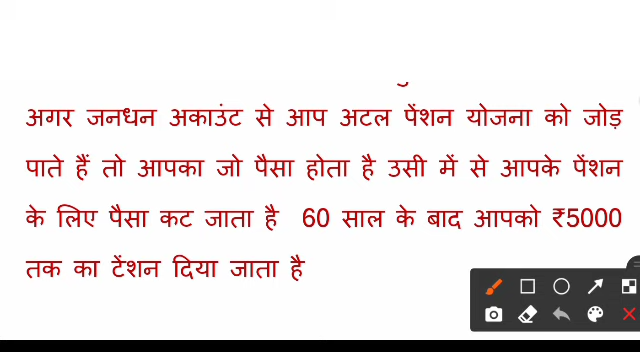 अगर जनधन अकाउंट से आप अटल पेंशन योजना को जोड़
पाते हैं तो आपका जो पैसा होता है उसी में से आपके पेंशन
के लिए पैसा कट जाता है 60 साल के बाद आपको ₹5000
तक का टेंशन दिया जाता है